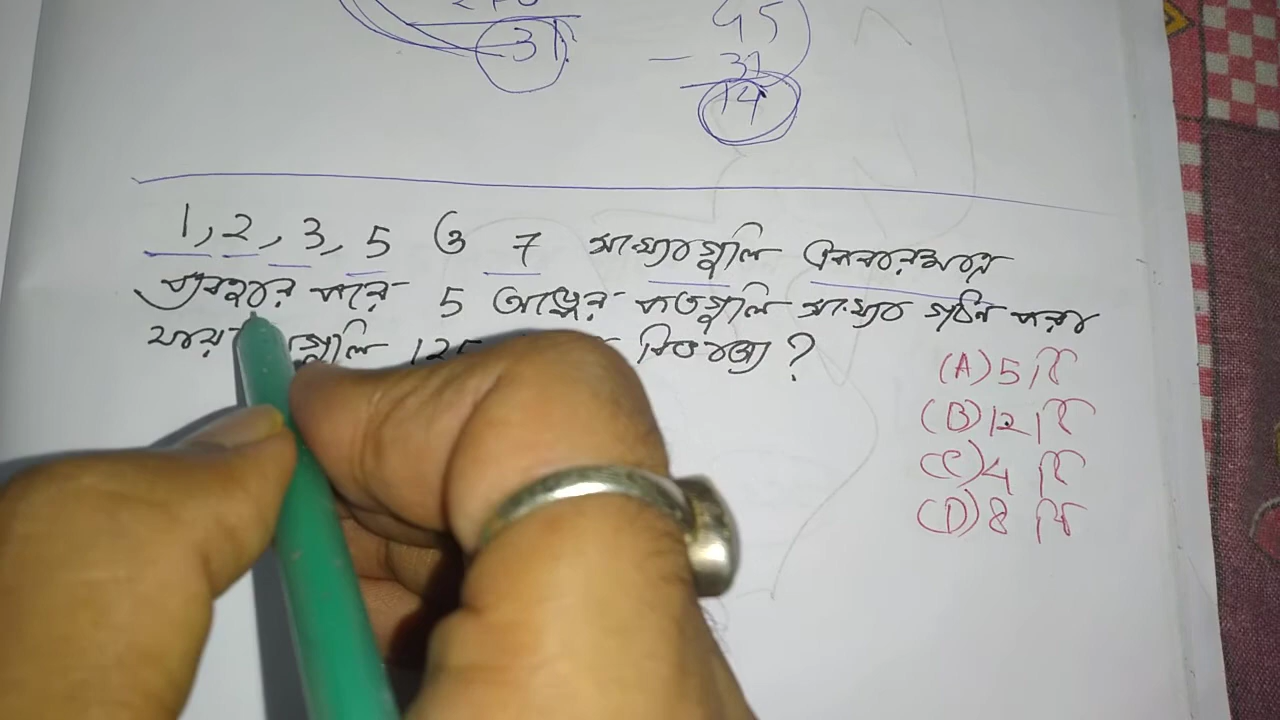 31
45
- 31
14
1, 2, 3, 5 ও 7 সংখ্যাগুলি একবারমাত্র
ব্যবহার করে 5 অঙ্কের কতগুলি সংখ্যা গঠন করা
যায় গুলি 125 বিভাজ্য ?
(A) 5 টি
(B) 12 টি
(C) 4 টি
(D) 8 টি